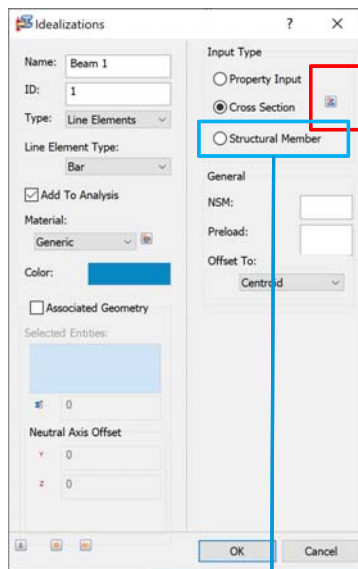 Idealizations
? ×
Name: Beam 1
ID: 1
Type: Line Elements
Line Element Type:
Bar
Add To Analysis
Material:
Generic
Color:
Associated Geometry
Selected Entities:
0
Neutral Axis Offset
Y 0
Z 0
Input Type
Property Input
Cross Section
Structural Member
General
NSM:
Preload:
Offset To:
Centroid
OK Cancel